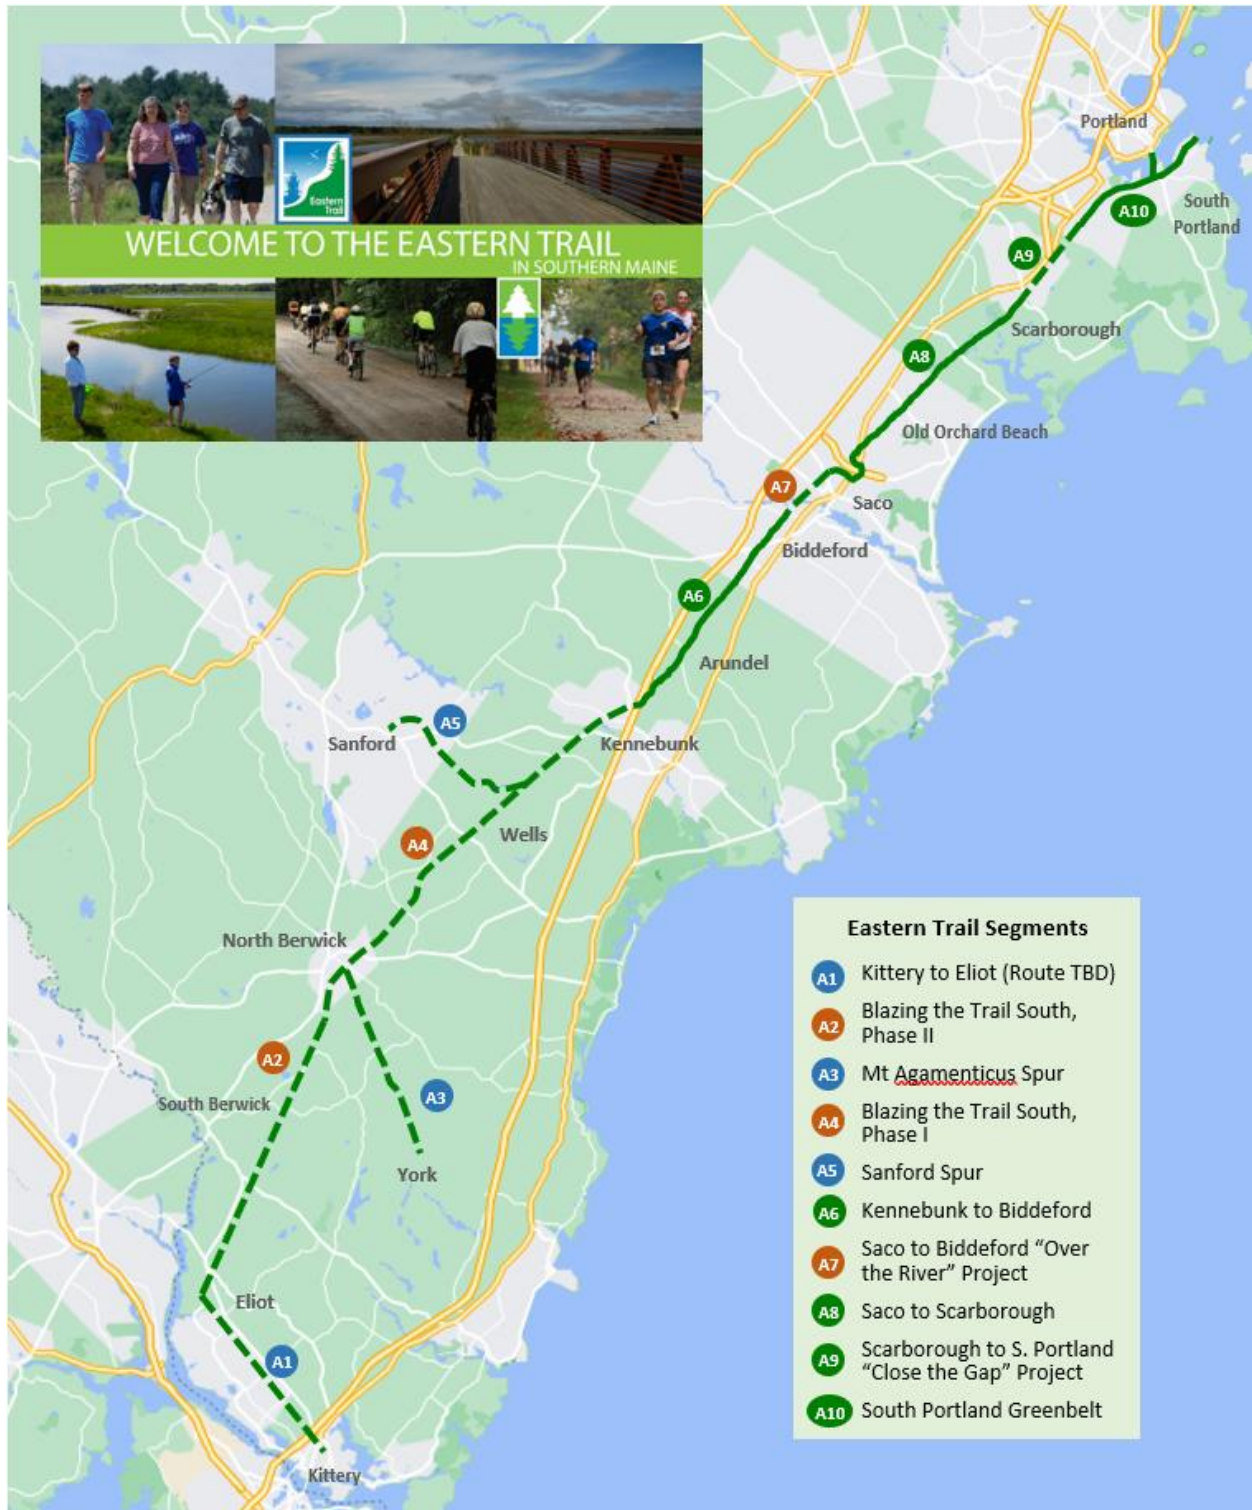 Eastern
Trail
WELCOME TO THE EASTERN TRAIL
IN SOUTHERN MAINE
Portland
South
Portland
A10
A9
Scarborough
A8
Old Orchard Beach
A7
Saco
Biddeford
A6
Arundel
A5
Sanford
Kennebunk
Wells
A4
North Berwick
A2
A3
South Berwick
York
Eliot
A1
Kittery
Eastern Trail Segments
A1 Kittery to Eliot (Route TBD)
A2 Blazing the Trail South,
Phase II
A3 Mt Agamenticus Spur
A4 Blazing the Trail South,
Phase I
A5 Sanford Spur
A6 Kennebunk to Biddeford
A7 Saco to Biddeford “Over
the River” Project
A8 Saco to Scarborough
A9 Scarborough to S. Portland
“Close the Gap” Project
A10 South Portland Greenbelt